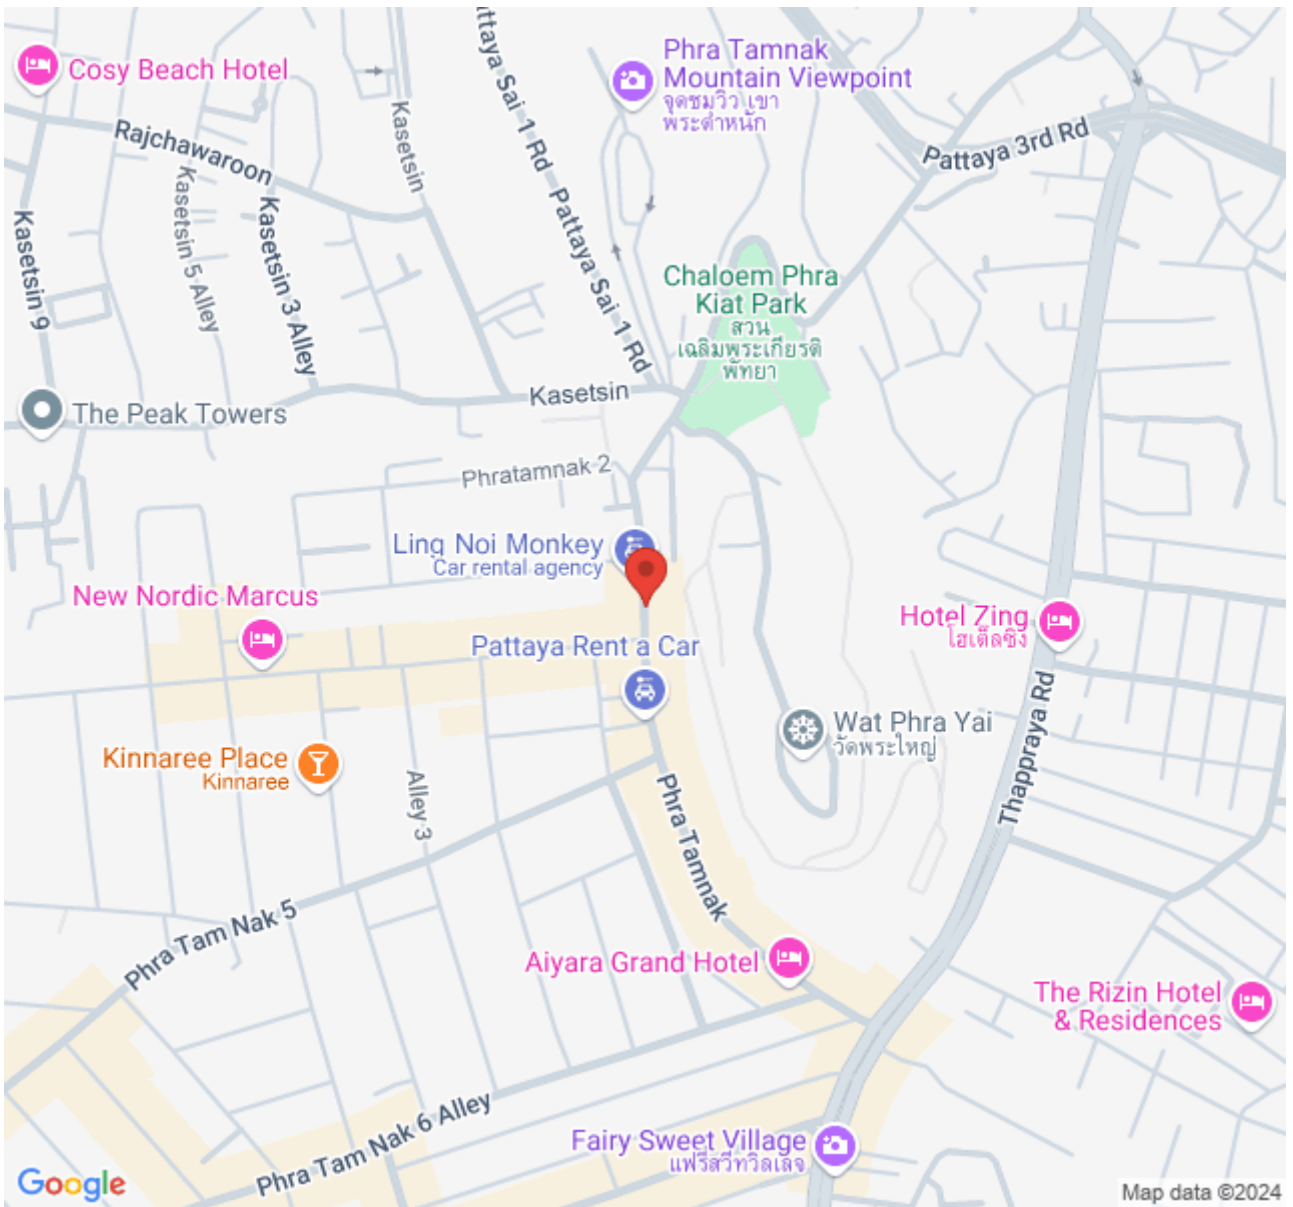 Cosy Beach Hotel
Phra Tamnak
Mountain Viewpoint
จุดชมวิว เขา
พระตำหนัก
ttaya Sai 1 Rd
Pattaya 3rd Rd
Rajchawaroon
Kasetsin
Kasetsin 5 Alley
Kasetsin 3 Alley
Kasetsin 9
Pattaya Sai 1 Rd
Chaloem Phra
Kiat Park
สวน
เฉลิมพระเกียรติ
พัทยา
Kasetsin
The Peak Towers
Phratamnak 2
Ling Noi Monkey
Car rental agency
New Nordic Marcus
Hotel Zing
โฮเต็ลซิง
Pattaya Rent a Car
Thappraya Rd
Wat Phra Yai
วัดพระใหญ่
Kinnaree Place
Kinnaree
Alley 3
Phra Tamnak
Phra Tam Nak 5
Aiyara Grand Hotel
The Rizin Hotel
& Residences
Phra Tam Nak 6 Alley
Fairy Sweet Village
แฟรีสวีทวิลเลจ
Google
Map data ©2024